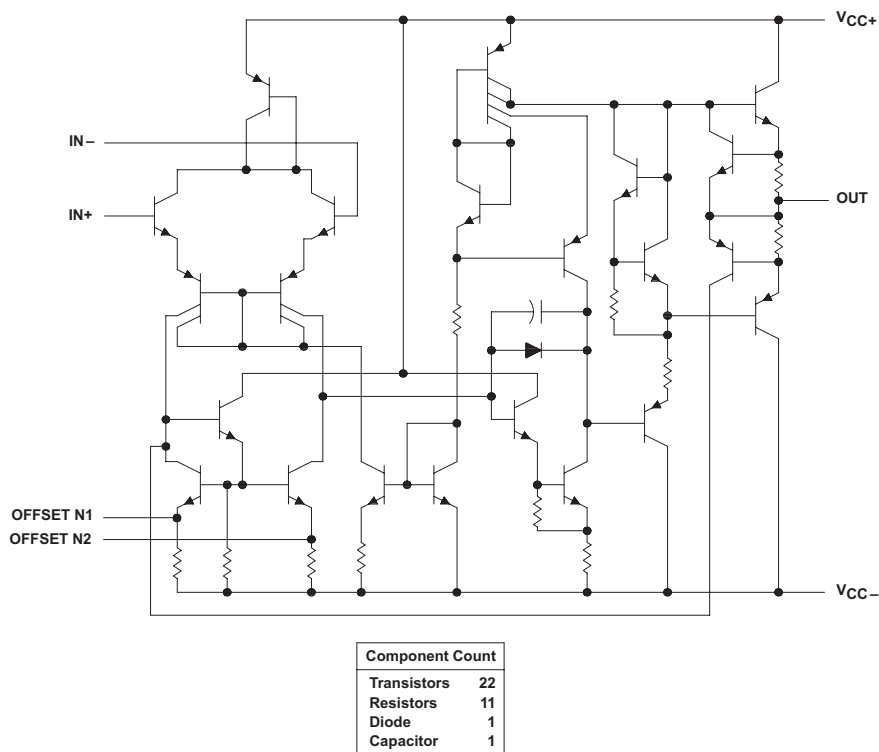 VCC+
IN−
IN+
OUT
OFFSET N1
OFFSET N2
VCC−
Component Count
Transistors 22
Resistors 11
Diode 1
Capacitor 1